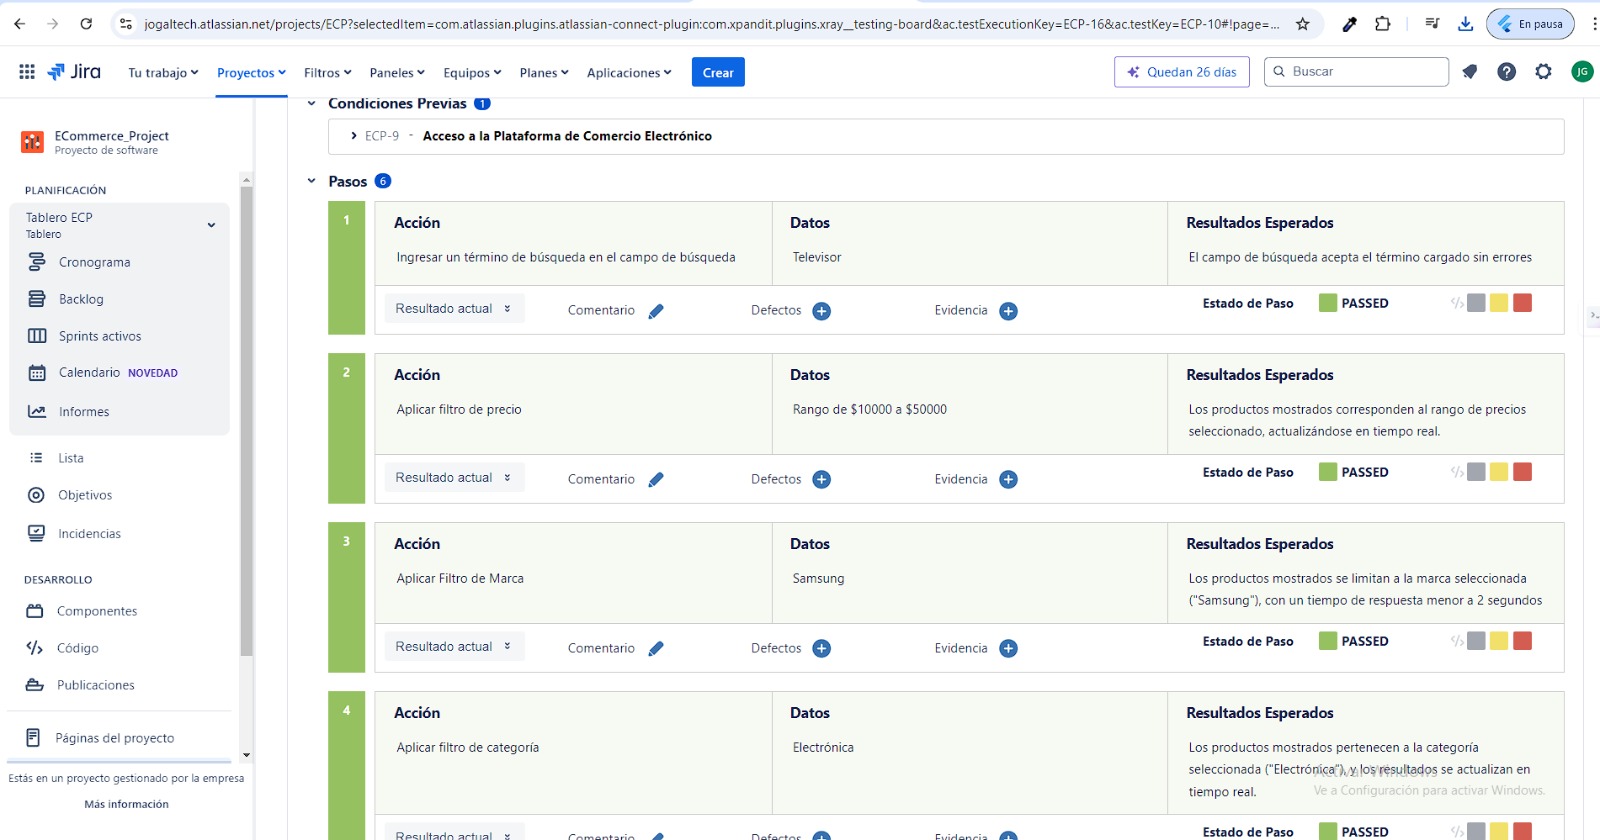 jogaltech.atlassian.net/projects/ECP?selectedItem=com.atlassian.plugins.atlassian-connect-plugin:com.xpandit.plugins.xray__testing-board&ac.testExecutionKey=ECP-16&ac.testKey=ECP-10#!page=...
En pausa
Jira
Tu trabajo
Proyectos
Filtros
Paneles
Equipos
Planes
Aplicaciones
Crear
Quedan 26 días
Buscar
JG
ECommerce_Project
Proyecto de software
PLANIFICACIÓN
Tablero ECP
Tablero
Cronograma
Backlog
Sprints activos
Calendario NOVEDAD
Informes
Lista
Objetivos
Incidencias
DESARROLLO
Componentes
Código
Publicaciones
Páginas del proyecto
Estás en un proyecto gestionado por la empresa
Más información
Condiciones Previas 1
ECP-9 - Acceso a la Plataforma de Comercio Electrónico
Pasos 6
1
Acción
Ingresar un término de búsqueda en el campo de búsqueda
Datos
Televisor
Resultados Esperados
El campo de búsqueda acepta el término cargado sin errores
Resultado actual
Comentario
Defectos
Evidencia
Estado de Paso
PASSED
2
Acción
Aplicar filtro de precio
Datos
Rango de $10000 a $50000
Resultados Esperados
Los productos mostrados corresponden al rango de precios
seleccionado, actualizándose en tiempo real.
Resultado actual
Comentario
Defectos
Evidencia
Estado de Paso
PASSED
3
Acción
Aplicar Filtro de Marca
Datos
Samsung
Resultados Esperados
Los productos mostrados se limitan a la marca seleccionada
("Samsung"), con un tiempo de respuesta menor a 2 segundos
Resultado actual
Comentario
Defectos
Evidencia
Estado de Paso
PASSED
4
Acción
Aplicar filtro de categoría
Datos
Electrónica
Resultados Esperados
Los productos mostrados pertenecen a la categoría
seleccionada ("Electrónica"), y los resultados se actualizan en
tiempo real.
Resultado actual
Comentario
Defectos
Evidencia
Estado de Paso
PASSED
Activar Windows
Ve a Configuración para activar Windows.